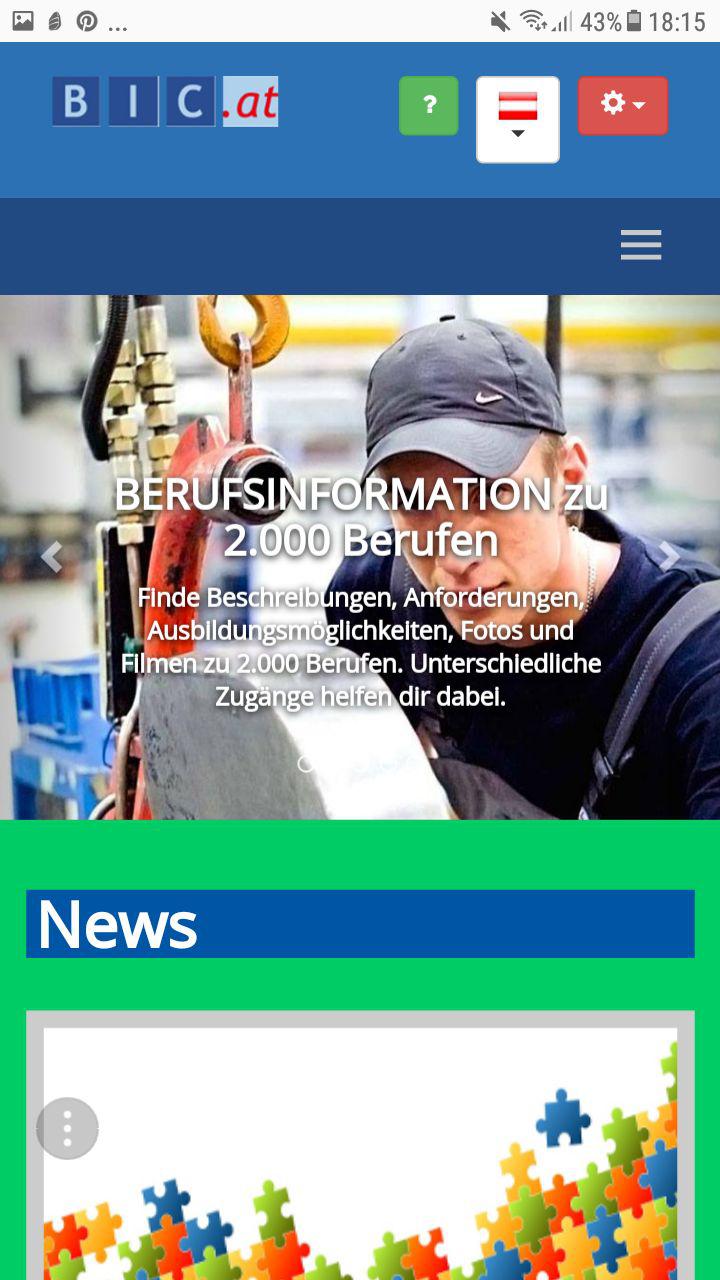 ... 43% 18:15
BIC.at
?
BERUFSINFORMATION zu
2.000 Berufen
Finde Beschreibungen, Anforderungen,
Ausbildungsmöglichkeiten, Fotos und
Filmen zu 2.000 Berufen. Unterschiedliche
Zugänge helfen dir dabei.
News